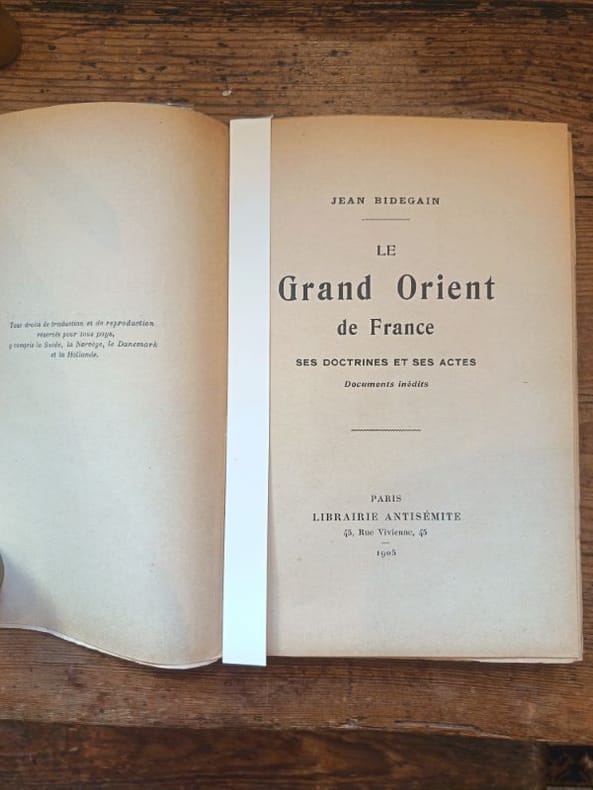 Tous droits de traduction et de reproduction
réservés pour tous pays,
y compris la Suède, la Norvège, le Danemark
et la Hollande.
JEAN BIDEGAIN
LE
Grand Orient
de France
SES DOCTRINES ET SES ACTES
Documents inédits
PARIS
LIBRAIRIE ANTISÉMITE
45, Rue Vivienne, 45
1905